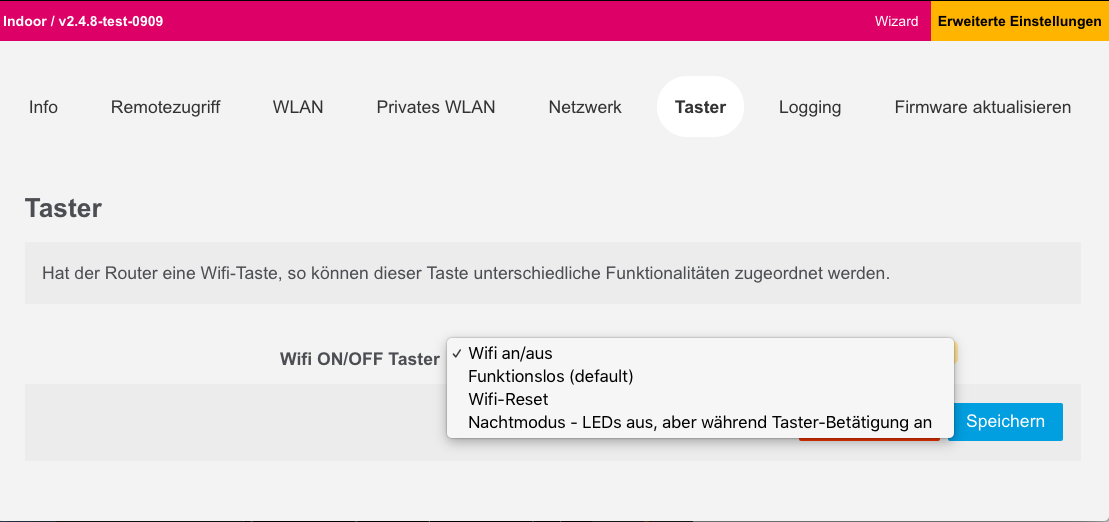 Indoor / v2.4.8-test-0909
Wizard
Erweiterte Einstellungen
Info
Remotezugriff
WLAN
Privates WLAN
Netzwerk
Taster
Logging
Firmware aktualisieren
Taster
Hat der Router eine Wifi-Taste, so können dieser Taste unterschiedliche Funktionalitäten zugeordnet werden.
Wifi ON/OFF Taster
✓ Wifi an/aus
Funktionslos (default)
Wifi-Reset
Nachtmodus - LEDs aus, aber während Taster-Betätigung an
Speichern